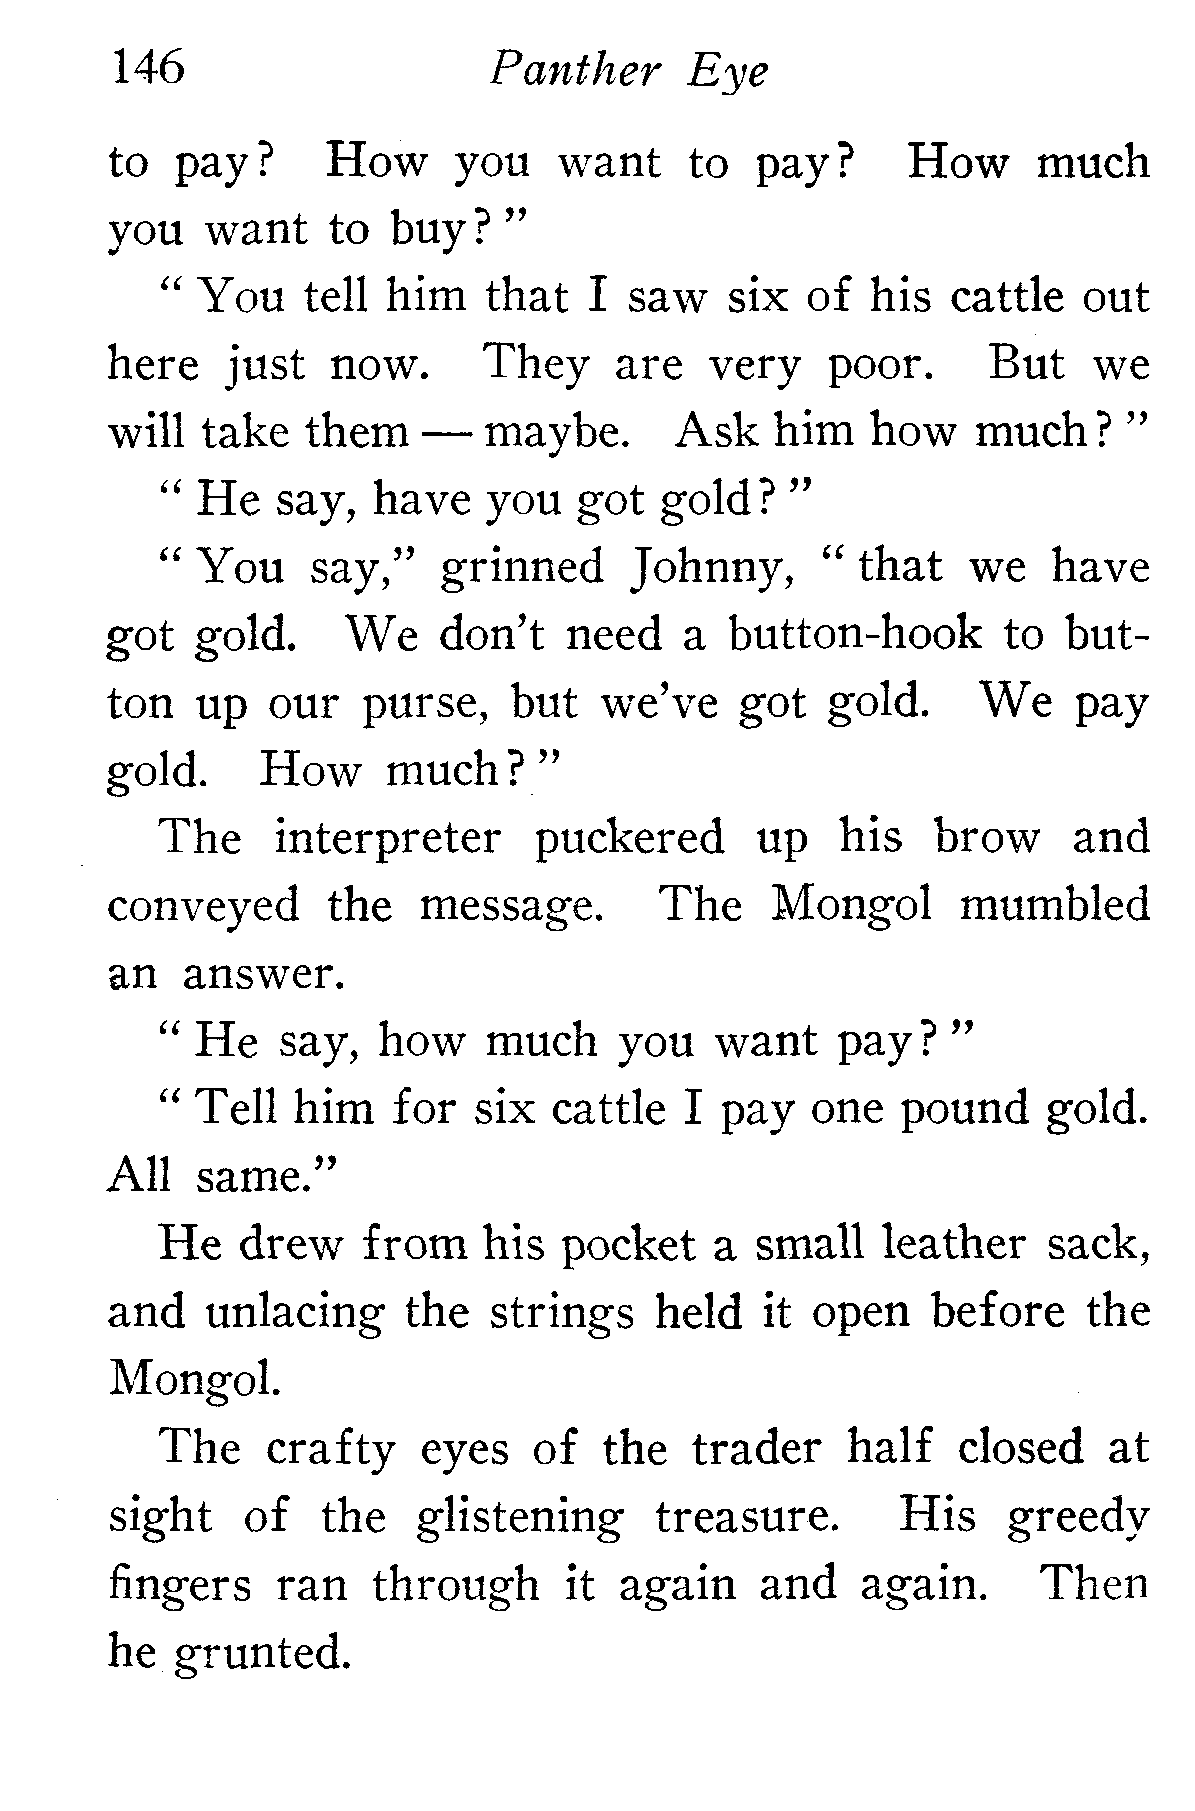 146 Panther Eye
to pay? How you want to pay? How much
you want to buy?”
“You tell him that I saw six of his cattle out
here just now. They are very poor. But we
will take them — maybe. Ask him how much?”
“He say, have you got gold?”
“You say,” grinned Johnny, “that we have
got gold. We don’t need a button-hook to but-
ton up our purse, but we’ve got gold. We pay
gold. How much?”
The interpreter puckered up his brow and
conveyed the message. The Mongol mumbled
an answer.
“He say, how much you want pay?”
“Tell him for six cattle I pay one pound gold.
All same.”
He drew from his pocket a small leather sack,
and unlacing the strings held it open before the
Mongol.
The crafty eyes of the trader half closed at
sight of the glistening treasure. His greedy
fingers ran through it again and again. Then
he grunted.